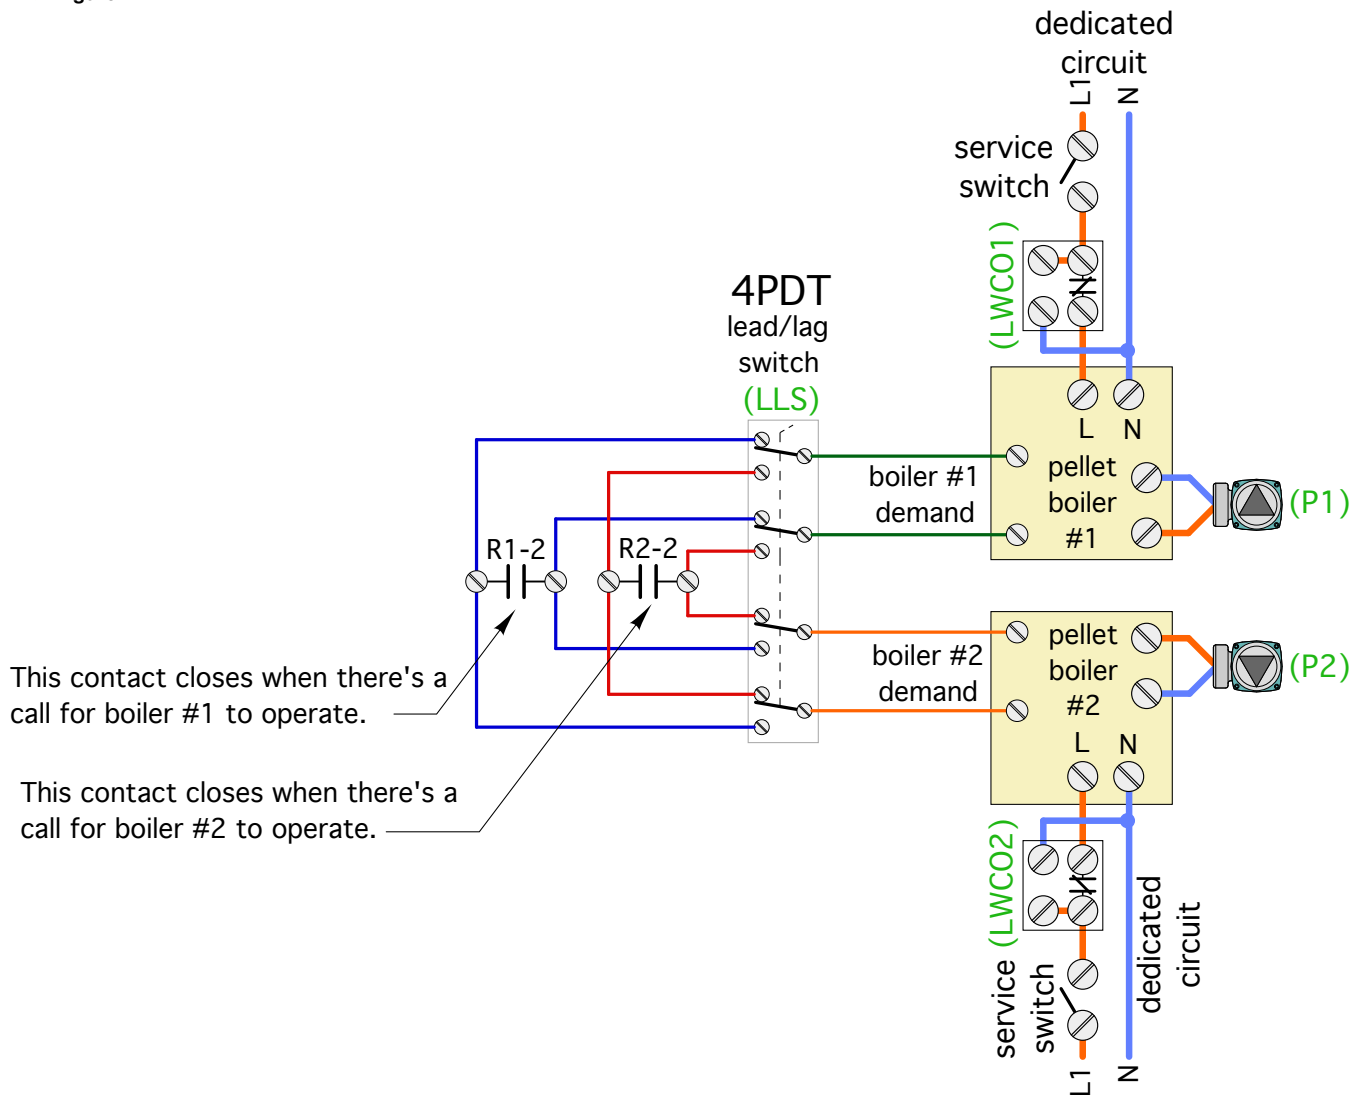 dedicated
circuit
L1
N
service
switch
(LWCO1)
4PDT
lead/lag
switch
(LLS)
L
N
boiler #1
demand
pellet
boiler
#1
(P1)
R1-2
R2-2
This contact closes when there's a
call for boiler #1 to operate.
boiler #2
demand
pellet
boiler
#2
(P2)
L
N
This contact closes when there's a
call for boiler #2 to operate.
(LWCO2)
service
switch
dedicated
circuit
L1
N